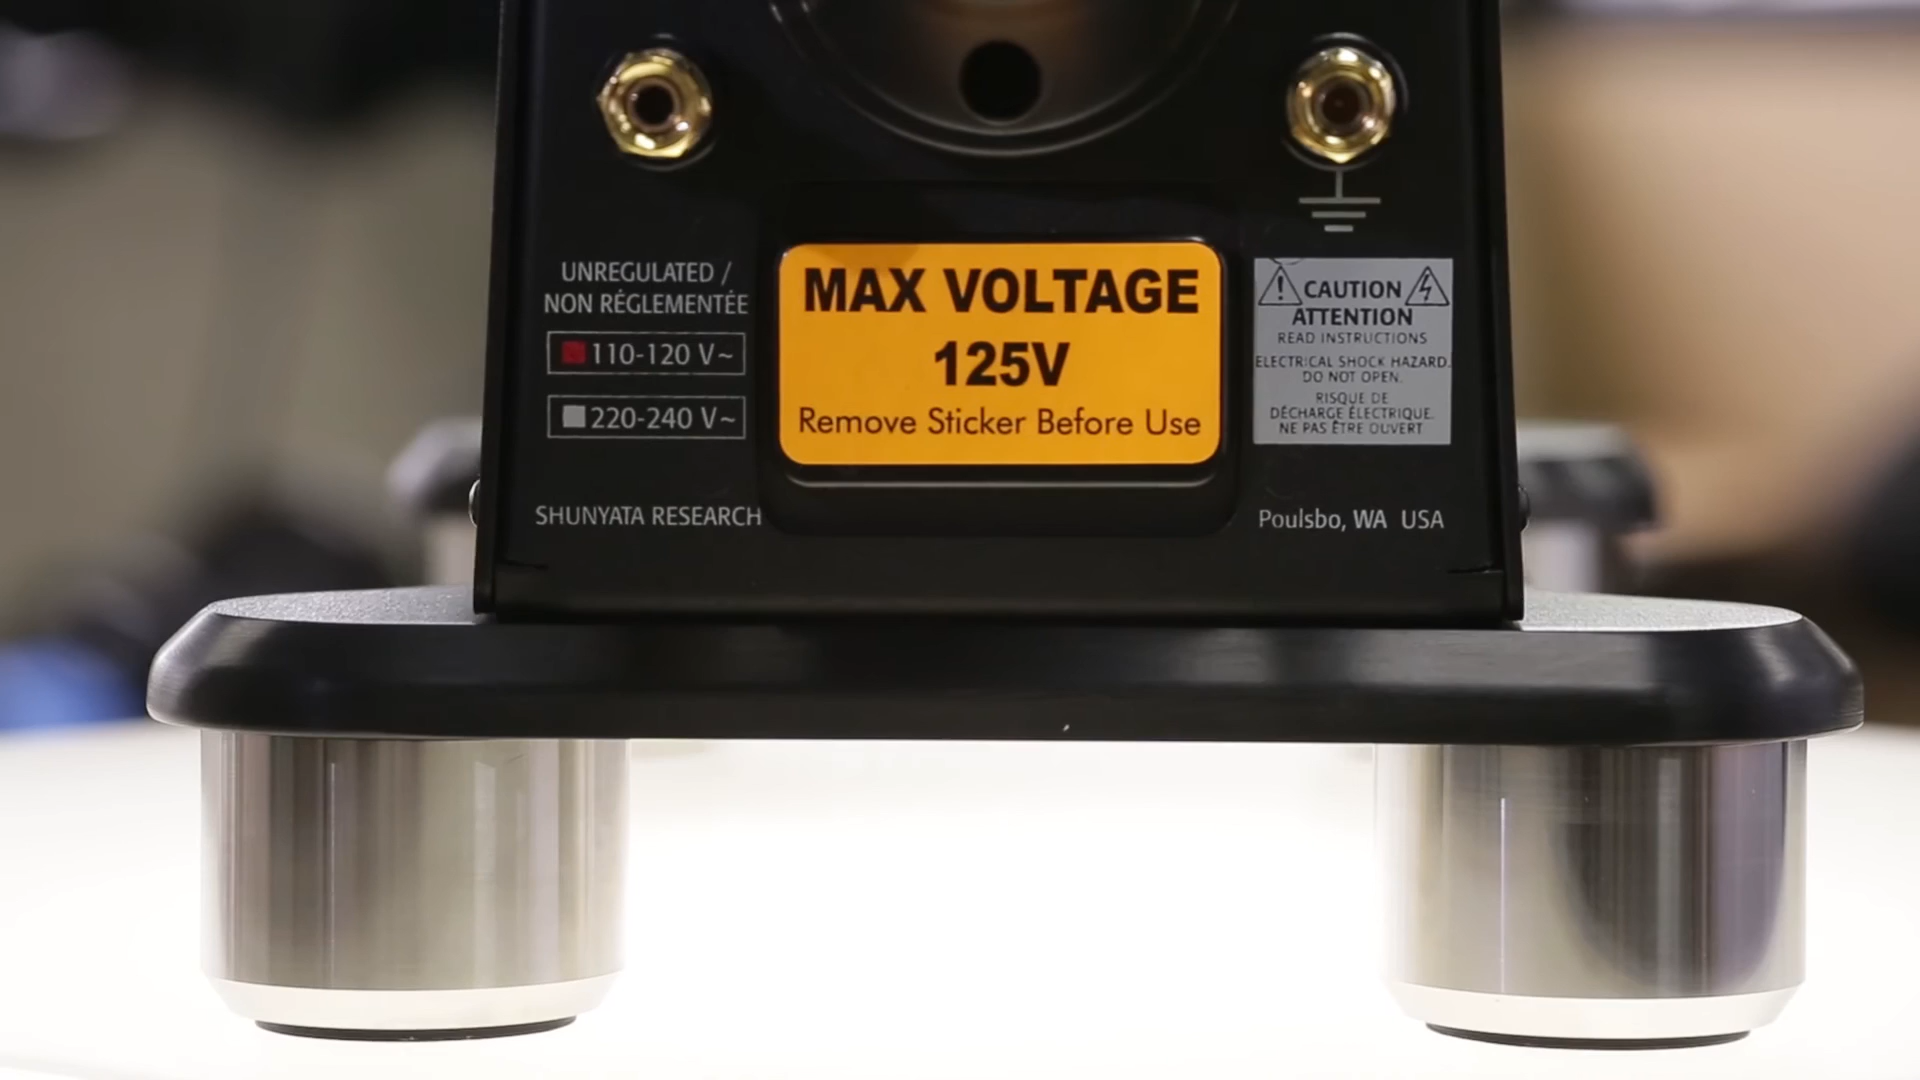 UNREGULATED /
NON RÉGLEMENTÉE
110-120 V~
220-240 V~
SHUNYATA RESEARCH
MAX VOLTAGE
125V
Remove Sticker Before Use
CAUTION
ATTENTION
READ INSTRUCTIONS
ELECTRICAL SHOCK HAZARD.
DO NOT OPEN.
RISQUE DE
DÉCHARGE ÉLECTRIQUE.
NE PAS ÊTRE OUVERT
Poulsbo, WA USA